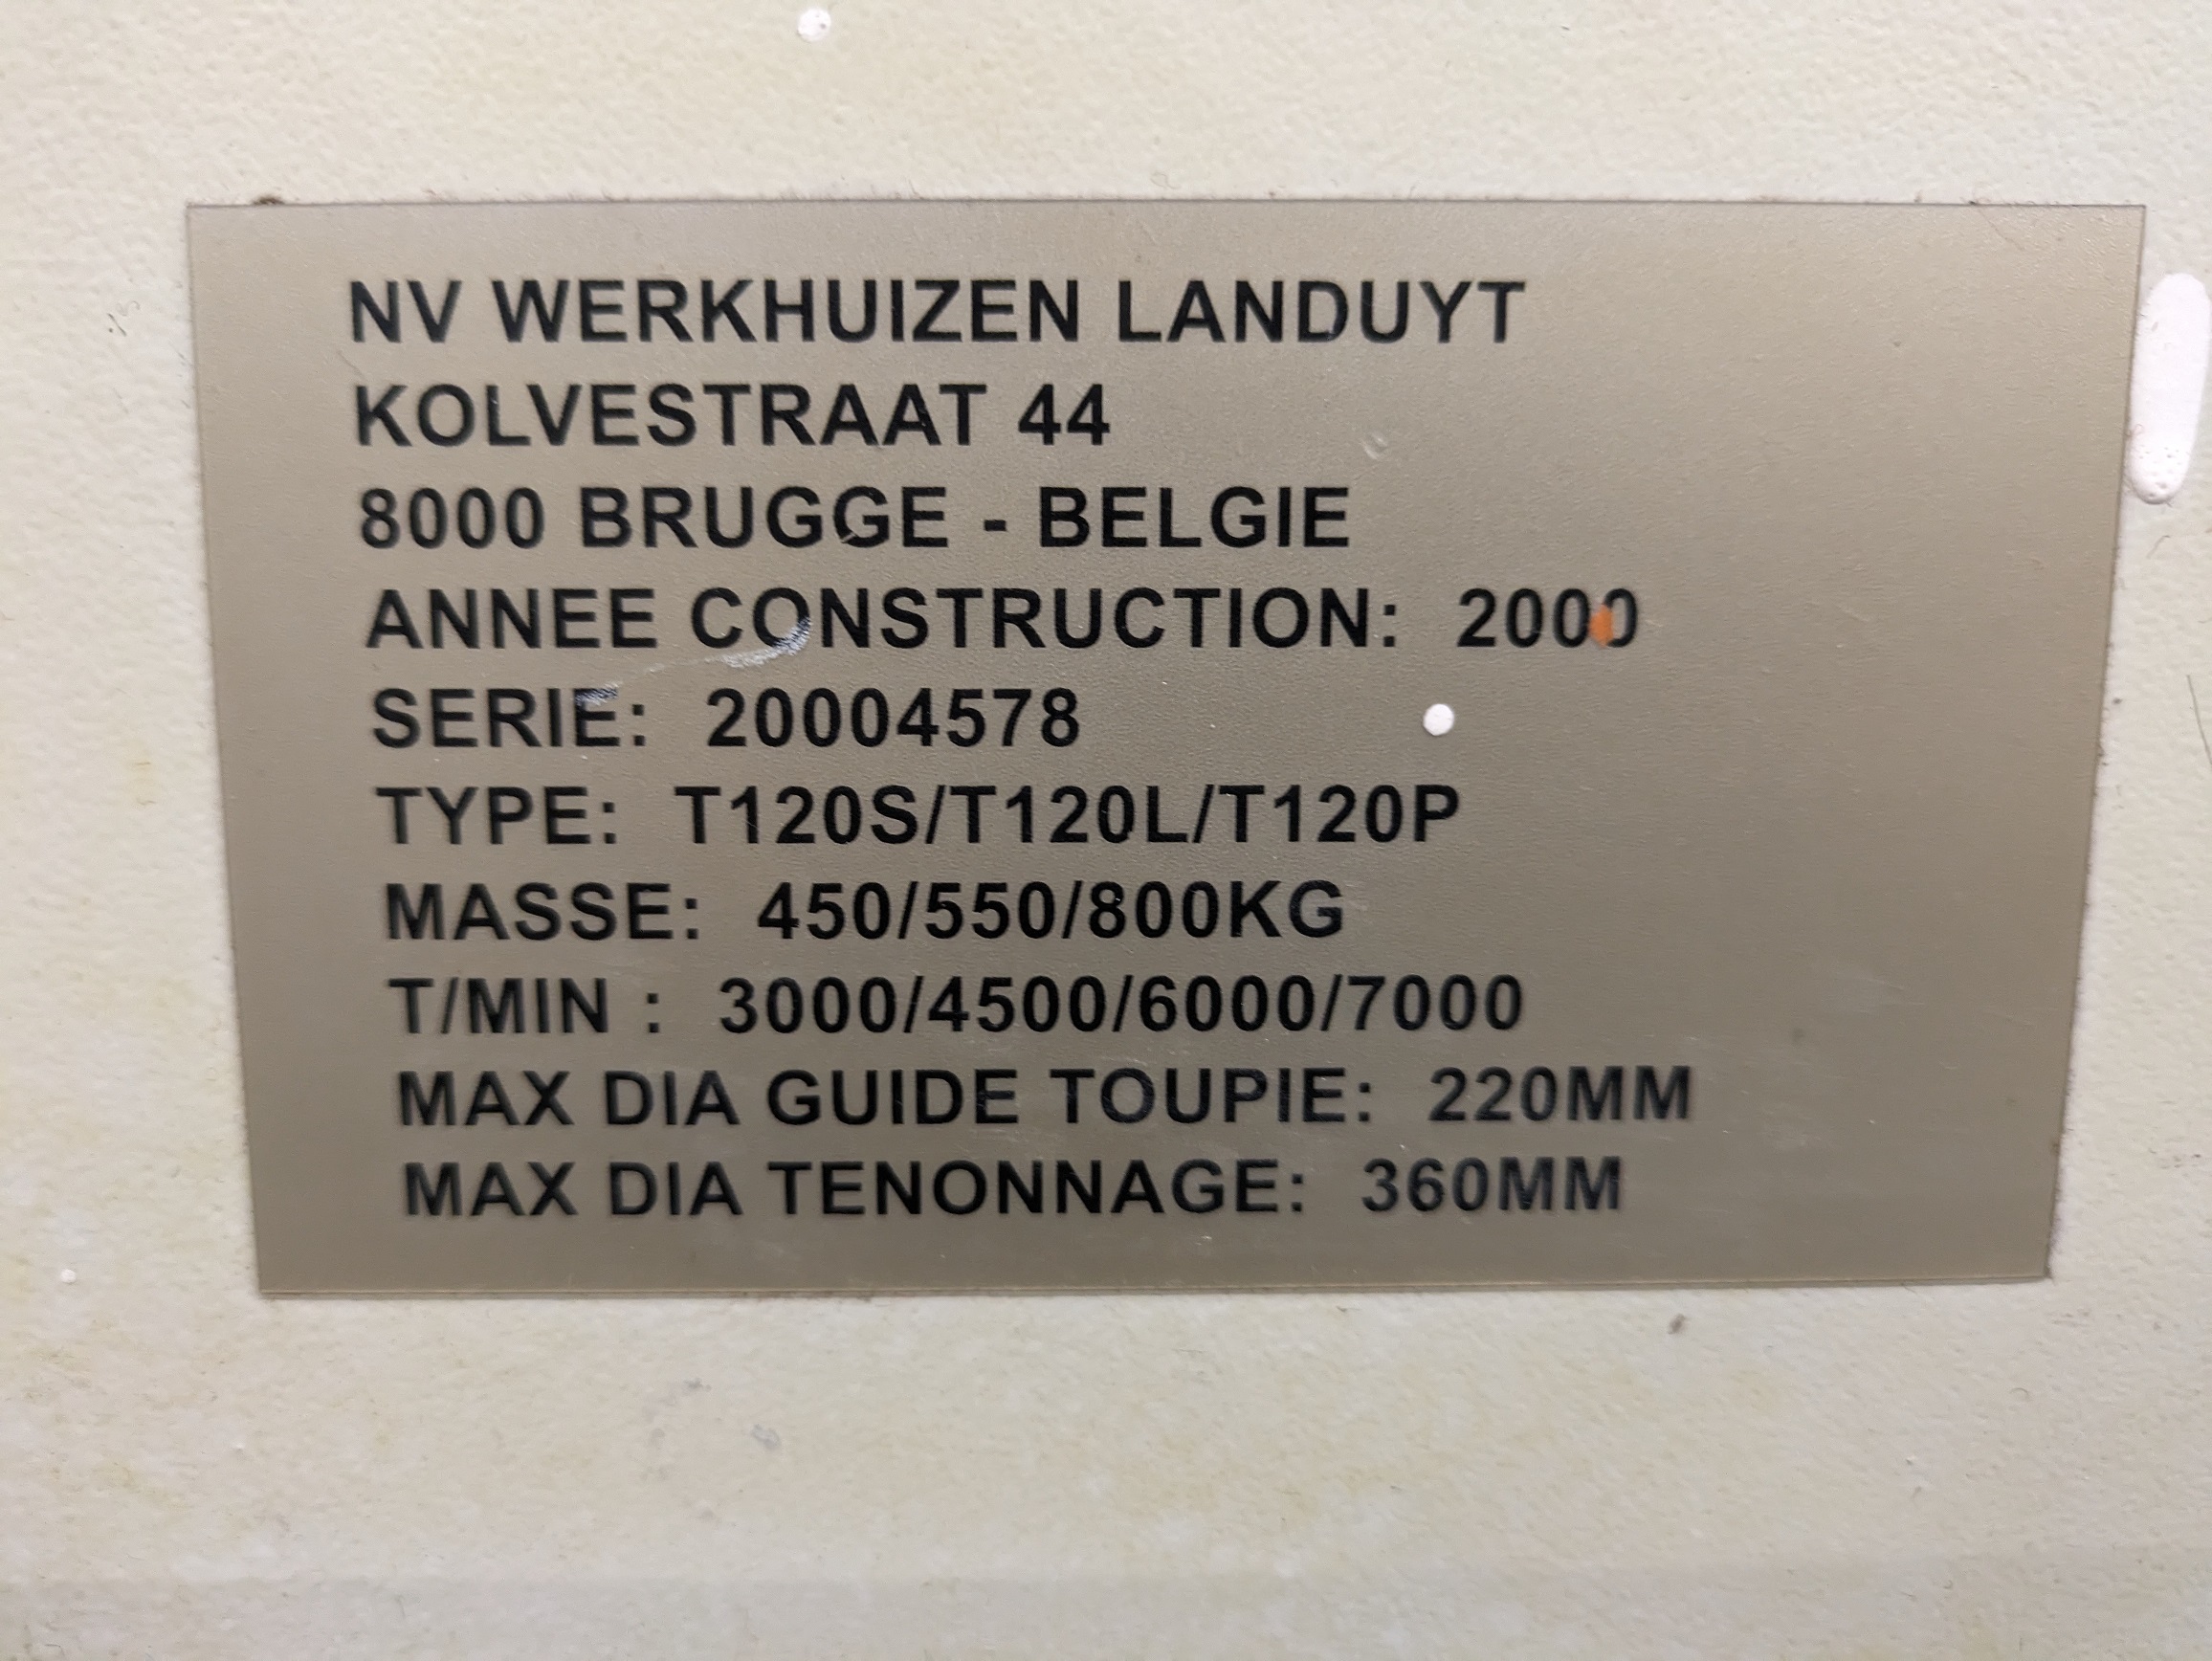 NV WERKHUIZEN LANDUYT
KOLVESTRAAT 44
8000 BRUGGE - BELGIE
ANNEE CONSTRUCTION: 2000
SERIE: 20004578
TYPE: T120S/T120L/T120P
MASSE: 450/550/800KG
T/MIN : 3000/4500/6000/7000
MAX DIA GUIDE TOUPIE: 220MM
MAX DIA TENONNAGE: 360MM